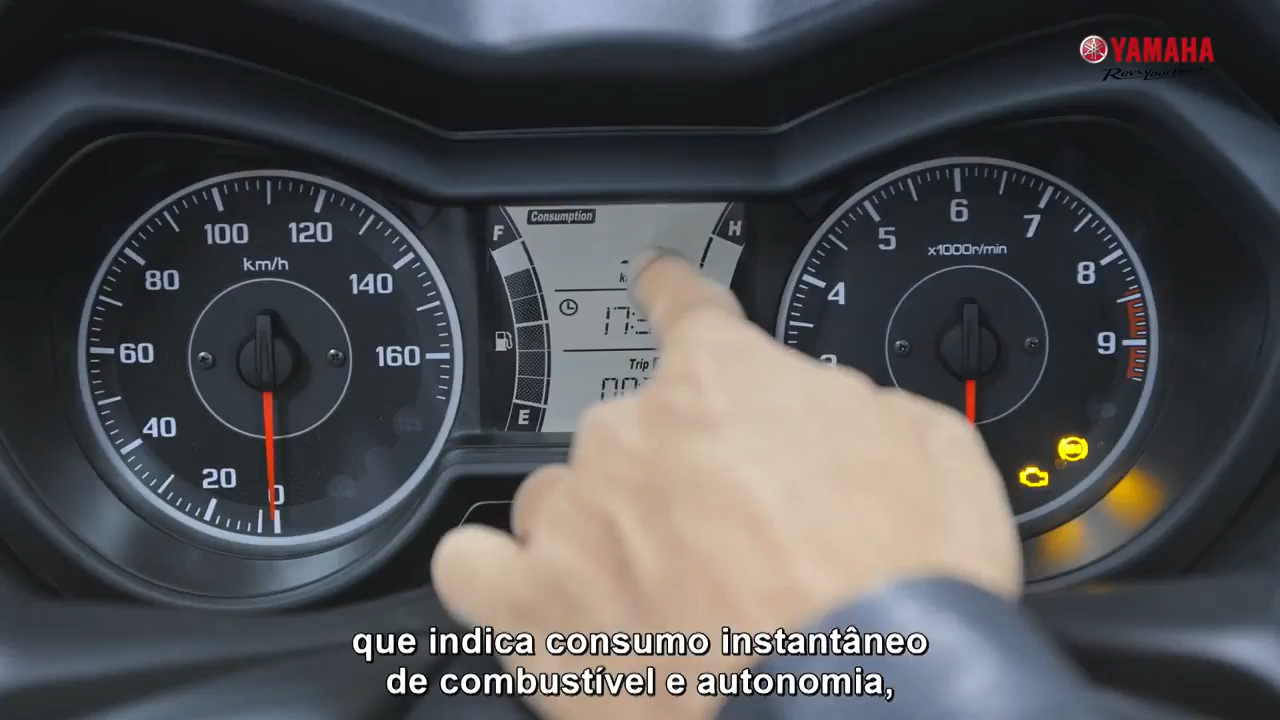 YAMAHA
Revs Your Heart
Consumption
F
H
E
17:
Trip
km/h
0
20
40
60
80
100
120
140
160
x1000r/min
4
5
6
7
8
9
que indica consumo instantâneo
de combustível e autonomia,